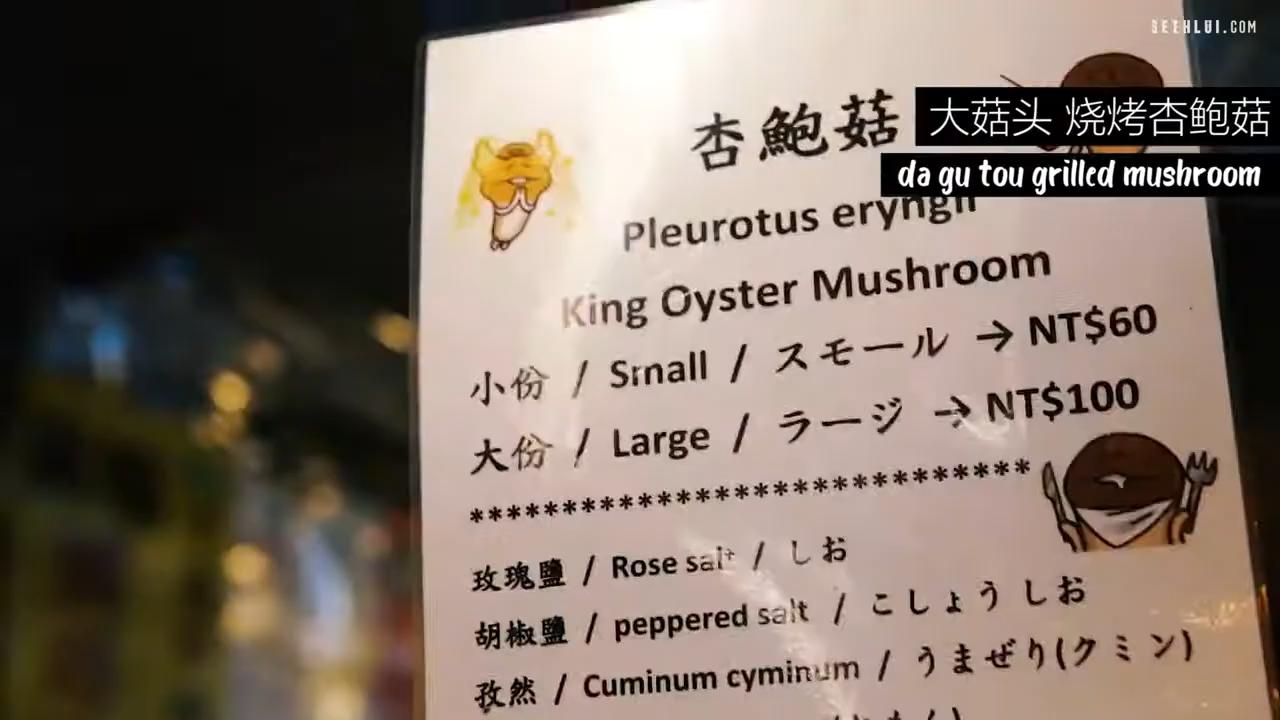 SETHLUI.COM
大菇头 烧烤杏鲍菇
da gu tou grilled mushroom
杏鮑菇
Pleurotus eryngii
King Oyster Mushroom
小份 / Small / スモール → NT$60
大份 / Large / ラージ → NT$100
******************************
玫瑰鹽 / Rose salt / しお
胡椒鹽 / peppered salt / こしょう しお
孜然 / Cuminum cyminum / うまぜり(クミン)